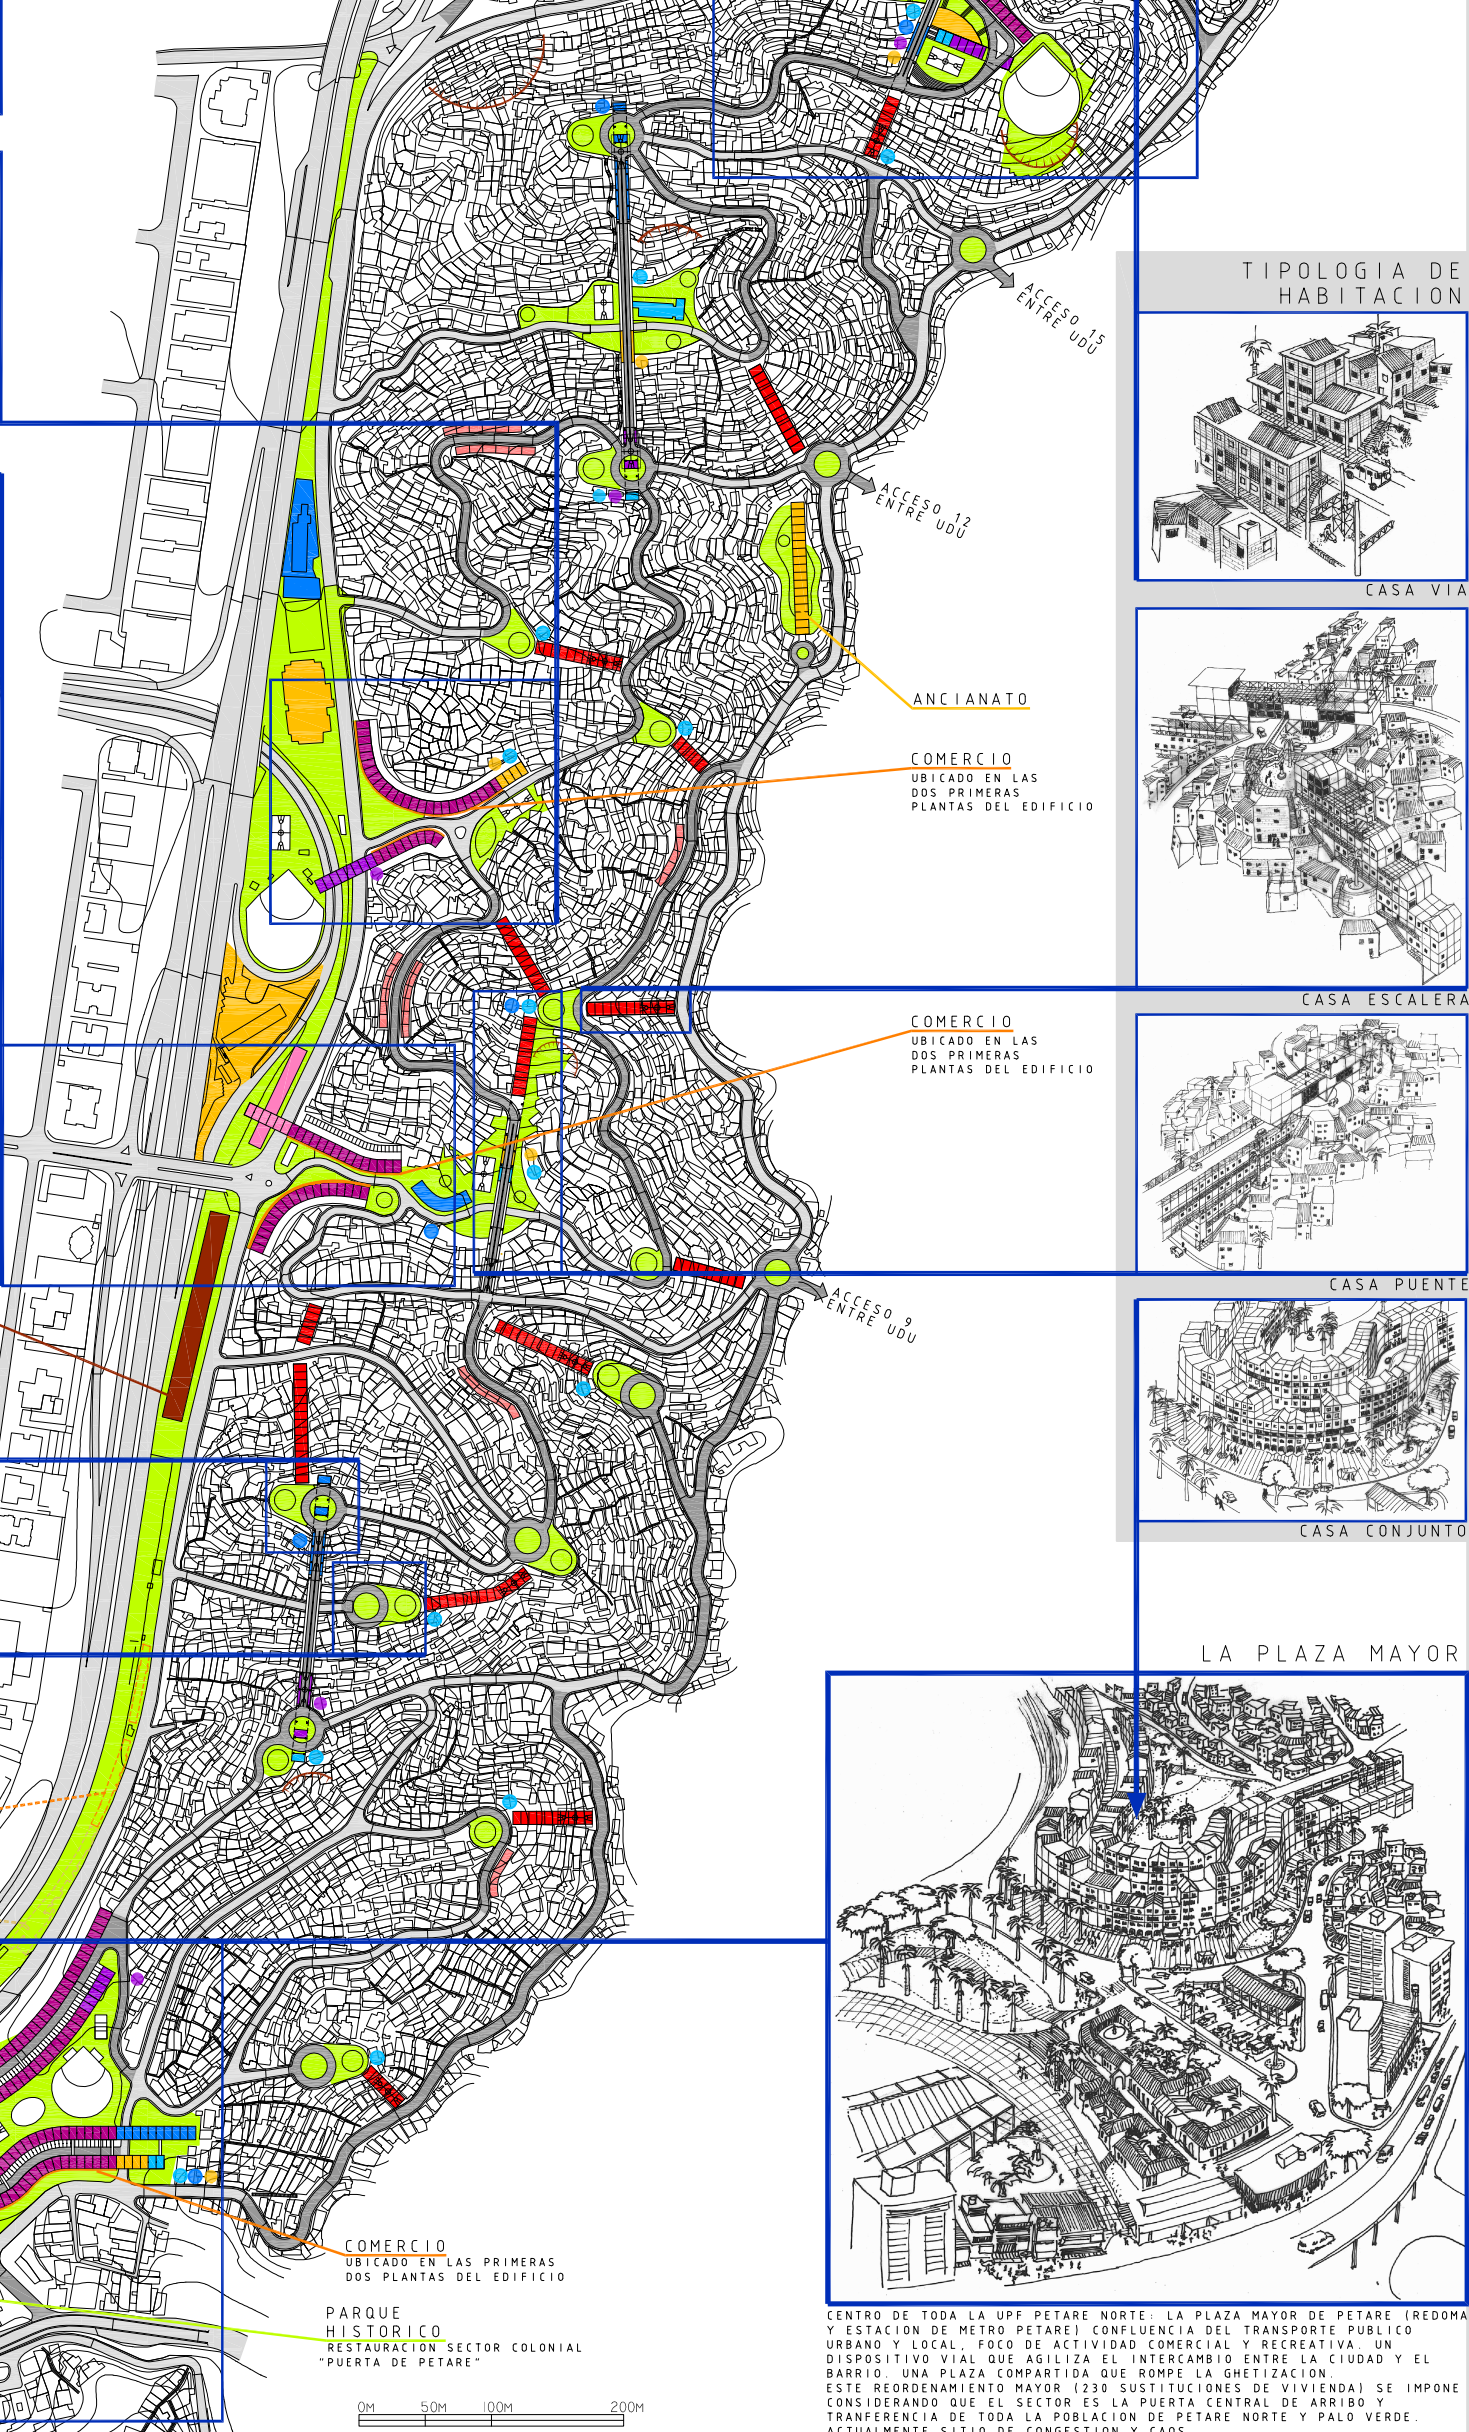 TIPOLOGIA DE
HABITACION
ACCESO 15
ENTRE UDU
ACCESO 12
ENTRE UDU
CASA VIA
ANCIANATO
COMERCIO
UBICADO EN LAS
DOS PRIMERAS
PLANTAS DEL EDIFICIO
CASA ESCALERA
COMERCIO
UBICADO EN LAS
DOS PRIMERAS
PLANTAS DEL EDIFICIO
CASA PUENTE
ACCESO 9
ENTRE UDU
CASA CONJUNTO
LA PLAZA MAYOR
COMERCIO
UBICADO EN LAS PRIMERAS
DOS PLANTAS DEL EDIFICIO
PARQUE
HISTORICO
RESTAURACION SECTOR COLONIAL
"PUERTA DE PETARE"
0M 50M 100M 200M
CENTRO DE TODA LA UPF PETARE NORTE: LA PLAZA MAYOR DE PETARE (REDOMA
Y ESTACION DE METRO PETARE) CONFLUENCIA DEL TRANSPORTE PUBLICO
URBANO Y LOCAL, FOCO DE ACTIVIDAD COMERCIAL Y RECREATIVA. UN
DISPOSITIVO VIAL QUE AGILIZA EL INTERCAMBIO ENTRE LA CIUDAD Y EL
BARRIO. UNA PLAZA COMPARTIDA QUE ROMPE LA GHETIZACION.
ESTE REORDENAMIENTO MAYOR (230 SUSTITUCIONES DE VIVIENDA) SE IMPONE
CONSIDERANDO QUE EL SECTOR ES LA PUERTA CENTRAL DE ARRIBO Y
TRANFERENCIA DE TODA LA POBLACION DE PETARE NORTE Y PALO VERDE.
ACTUALMENTE SITIO DE CONGESTION Y CAOS